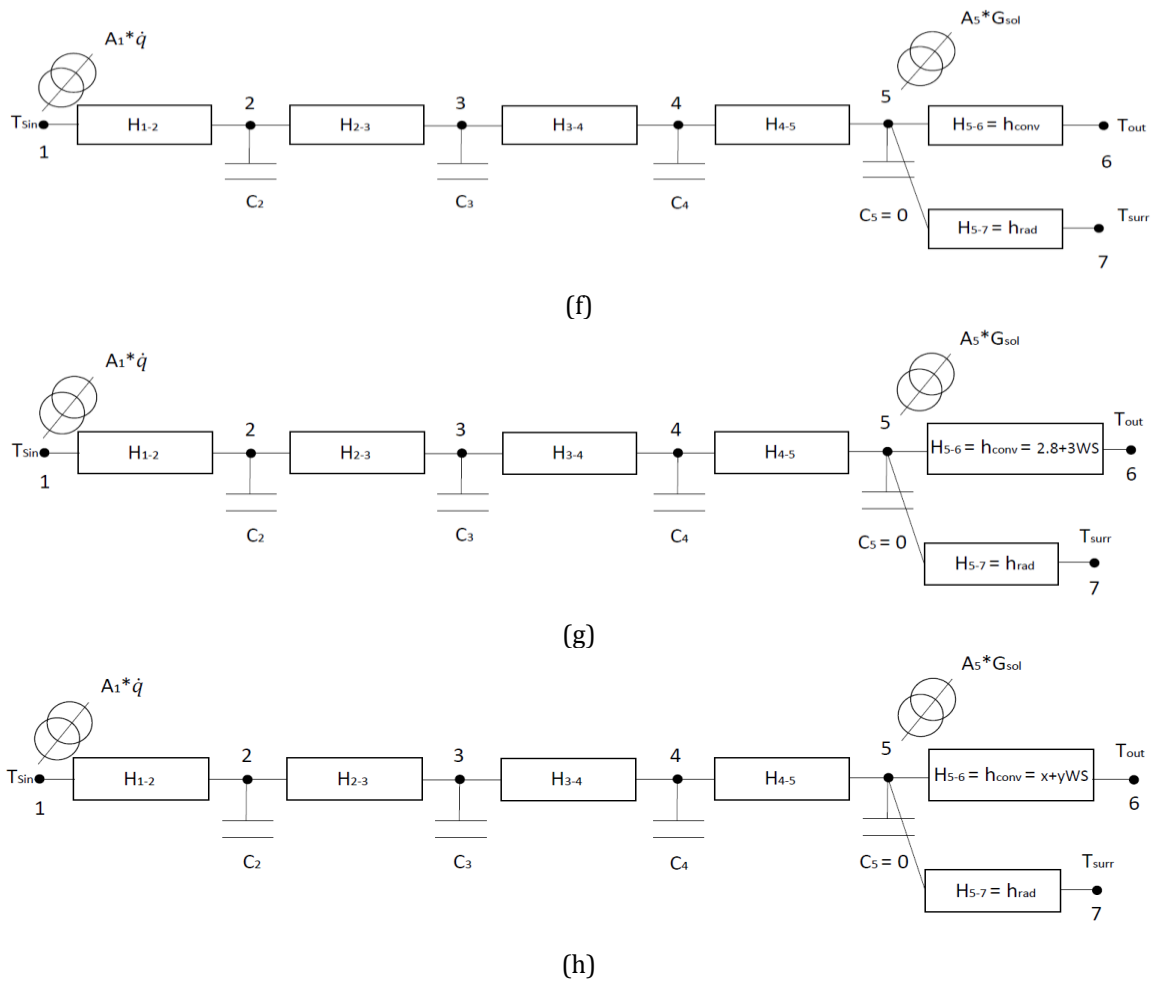 A1*q̇
A5*Gsol
TSin
1
H1-2
2
C2
H2-3
3
C3
H3-4
4
C4
H4-5
5
C5 = 0
H5-6 = hconv
Tout
6
H5-7 = hrad
Tsurr
7
(f)
A1*q̇
A5*Gsol
TSin
1
H1-2
2
C2
H2-3
3
C3
H3-4
4
C4
H4-5
5
C5 = 0
H5-6 = hconv = 2.8+3WS
Tout
6
H5-7 = hrad
Tsurr
7
(g)
A1*q̇
A5*Gsol
TSin
1
H1-2
2
C2
H2-3
3
C3
H3-4
4
C4
H4-5
5
C5 = 0
H5-6 = hconv = x+yWS
Tout
6
H5-7 = hrad
Tsurr
7
(h)